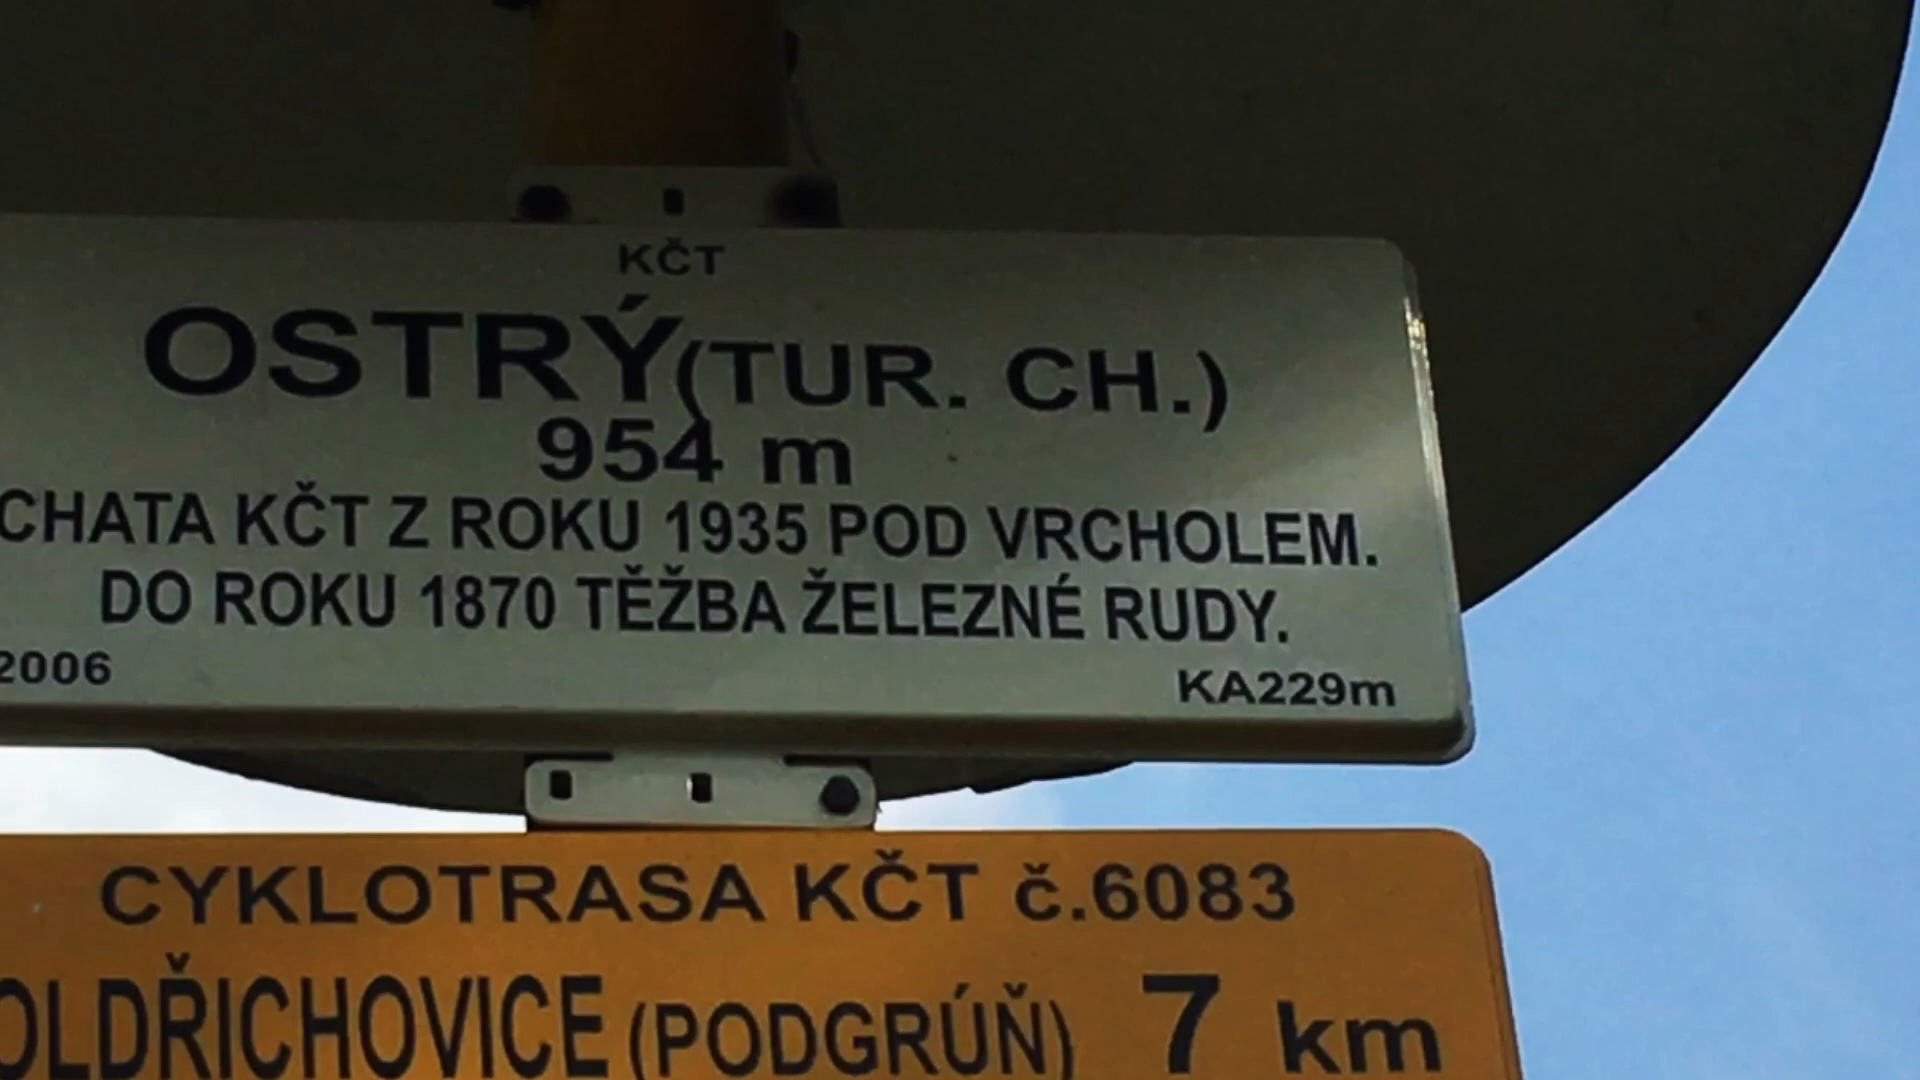 KČT
OSTRÝ(TUR. CH.)
954 m
CHATA KČT Z ROKU 1935 POD VRCHOLEM.
DO ROKU 1870 TĚŽBA ŽELEZNÉ RUDY.
2006
KA229m
CYKLOTRASA KČT č.6083
OLDŘICHOVICE (PODGRÚŇ) 7 km